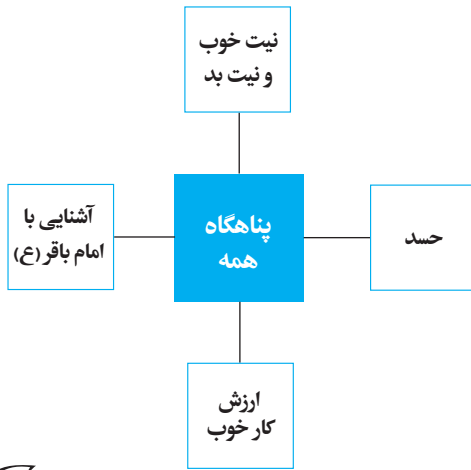 نیت خوب
و نیت بد
حسد
پناهگاه
همه
آشنایی با
امام باقر (ع)
ارزش
کار خوب